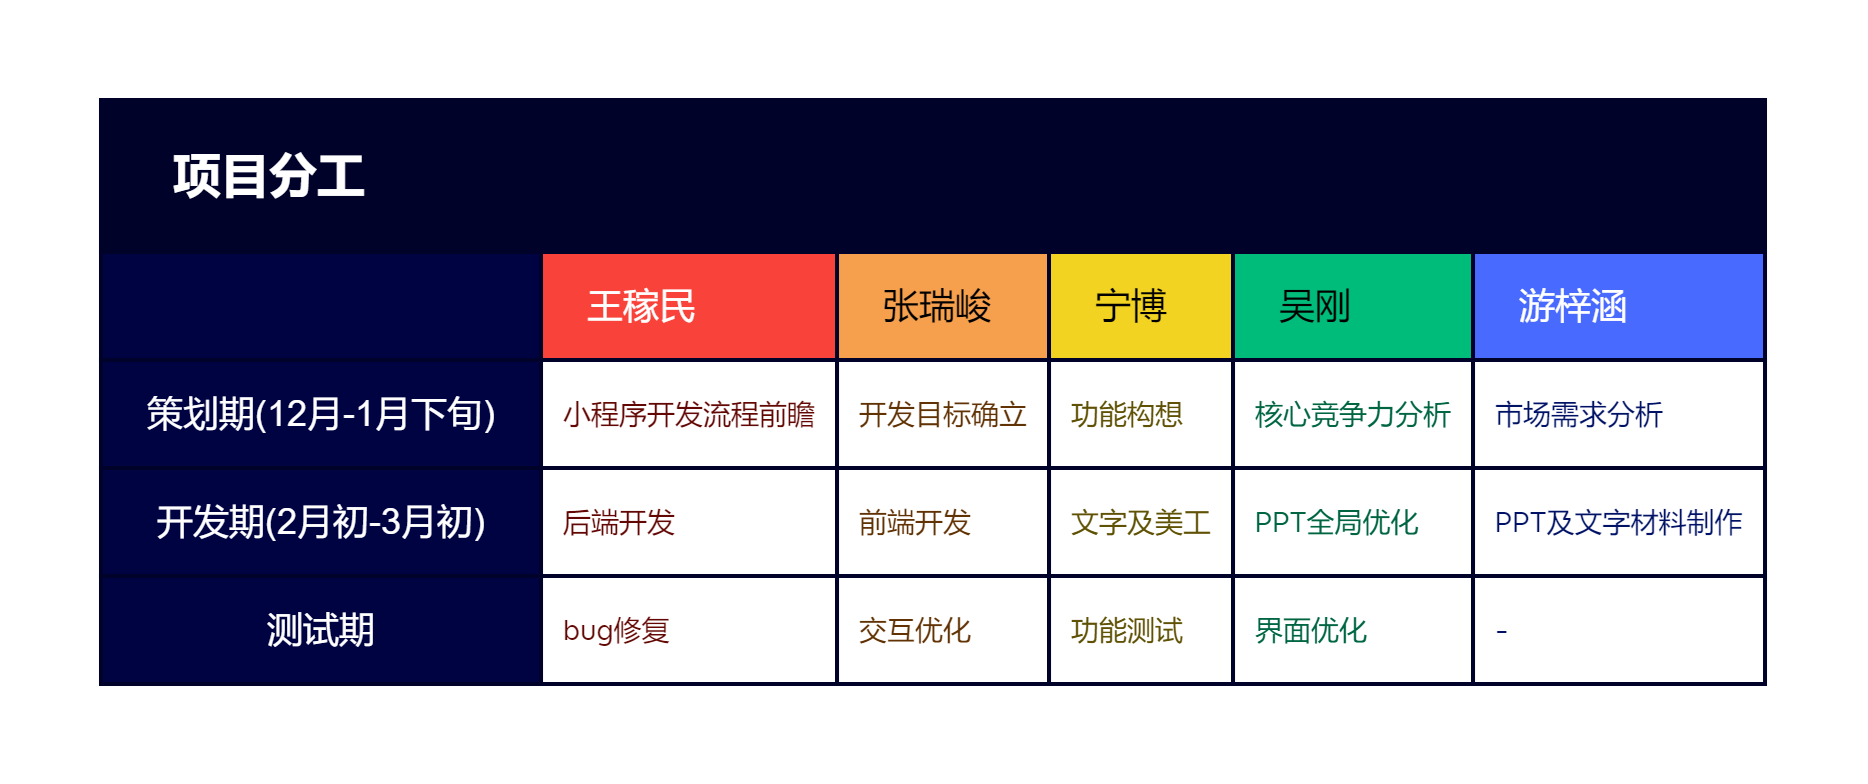 项目分工
王稼民 张瑞峻 宁博 吴刚 游梓涵
策划期(12月-1月下旬) 小程序开发流程前瞻 开发目标确立 功能构想 核心竞争力分析 市场需求分析
开发期(2月初-3月初) 后端开发 前端开发 文字及美工 PPT全局优化 PPT及文字材料制作
测试期 bug修复 交互优化 功能测试 界面优化 -